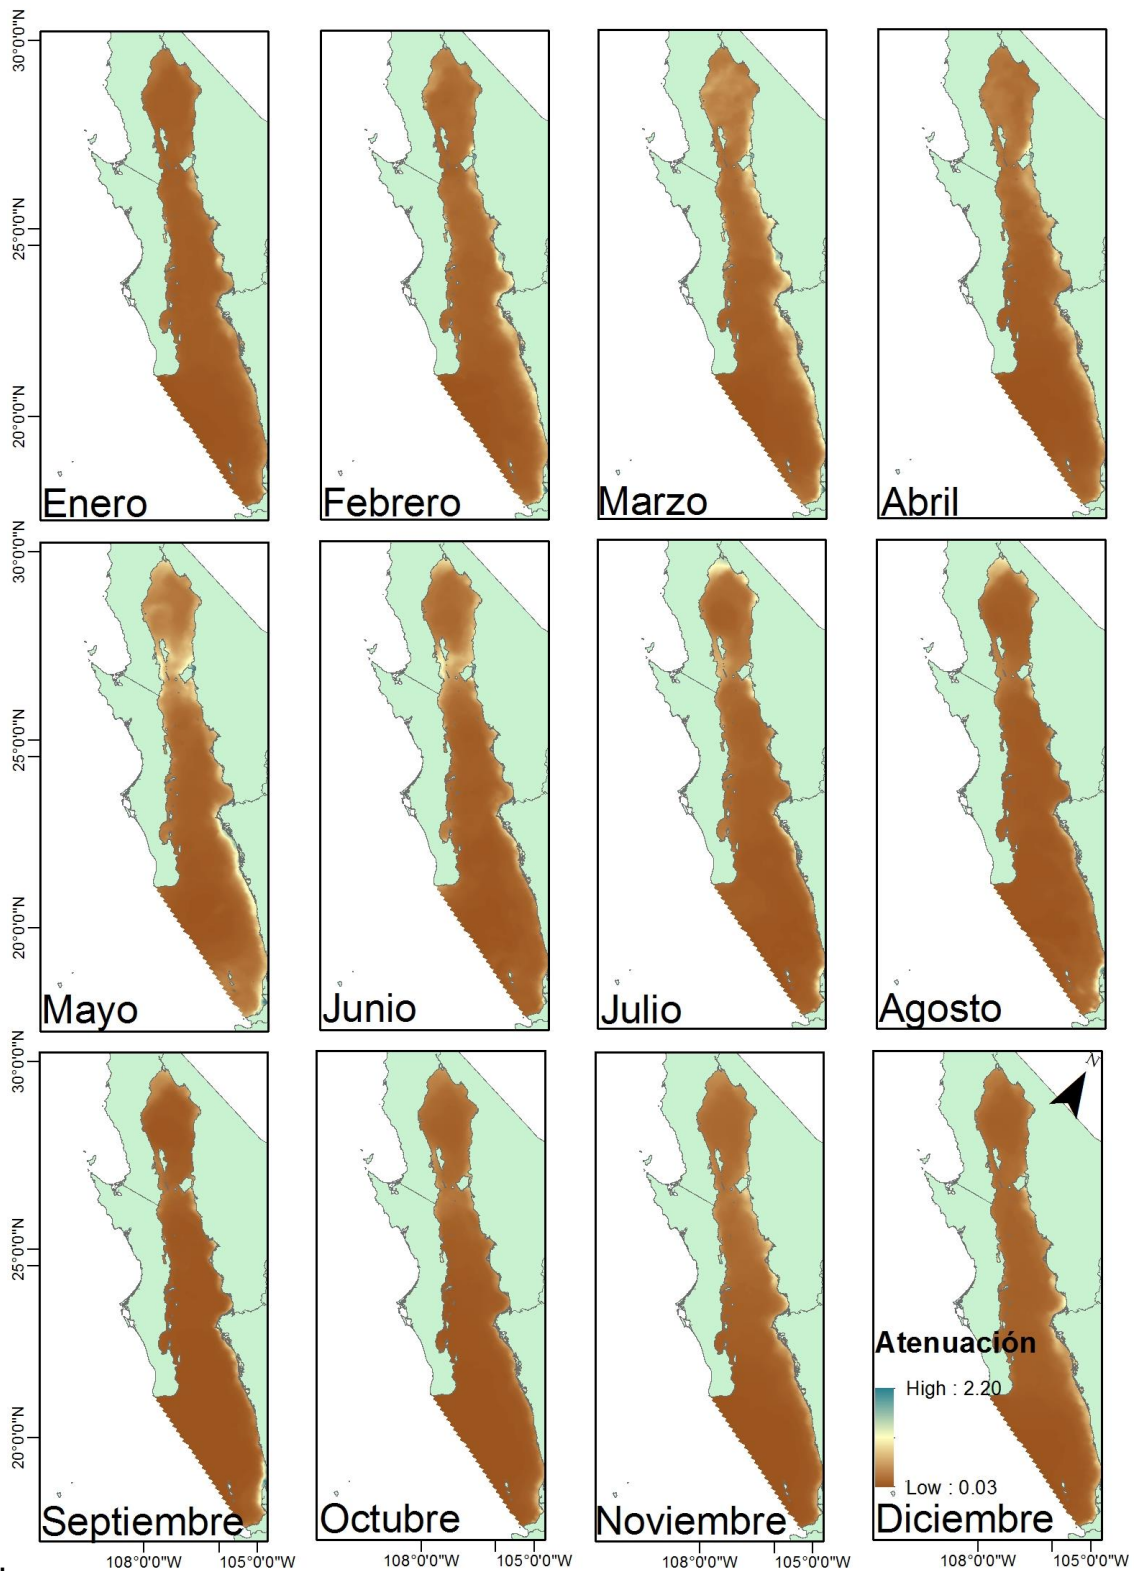 30°0'0"N
25°0'0"N
20°0'0"N
Enero
Febrero
Marzo
Abril
30°0'0"N
25°0'0"N
20°0'0"N
Mayo
Junio
Julio
Agosto
30°0'0"N
25°0'0"N
20°0'0"N
N
Atenuación
High : 2.20
Low : 0.03
Septiembre
Octubre
Noviembre
Diciembre
108°0'0"W 105°0'0"W 108°0'0"W 105°0'0"W 108°0'0"W 105°0'0"W 108°0'0"W 105°0'0"W
.